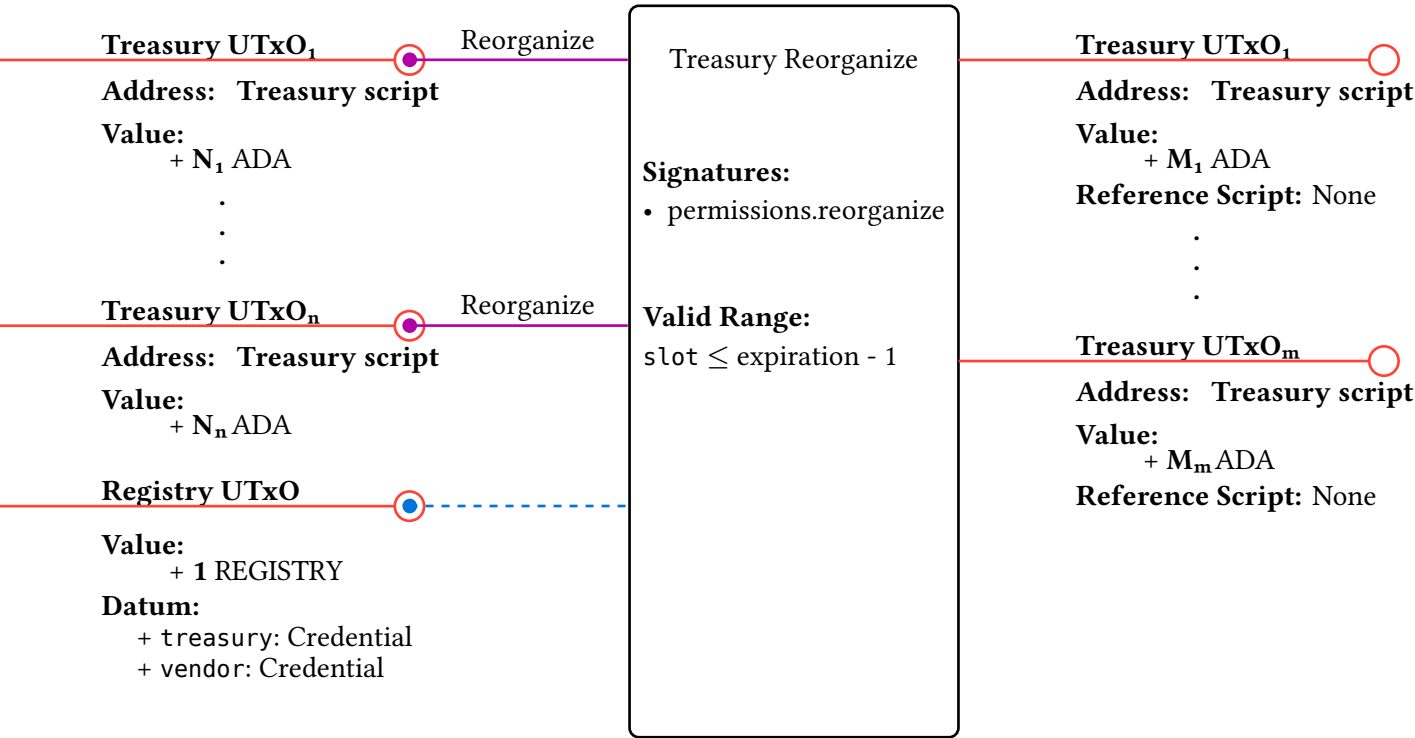 Treasury UTxO₁
Reorganize
Address: Treasury script
Value:
+ N₁ ADA
.
.
.
Treasury UTxOₙ
Reorganize
Address: Treasury script
Value:
+ Nₙ ADA
Registry UTxO
Value:
+ 1 REGISTRY
Datum:
+ treasury: Credential
+ vendor: Credential
Treasury Reorganize
Signatures:
• permissions.reorganize
Valid Range:
slot ≤ expiration - 1
Treasury UTxO₁
Address: Treasury script
Value:
+ M₁ ADA
Reference Script: None
.
.
.
Treasury UTxOₘ
Address: Treasury script
Value:
+ Mₘ ADA
Reference Script: None